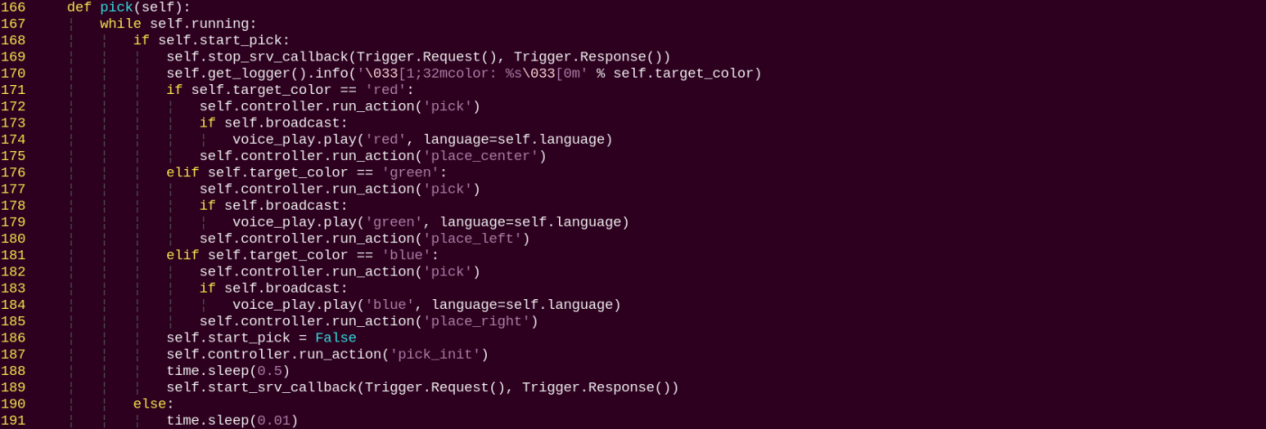 166     def pick(self):
167         while self.running:
168             if self.start_pick:
169                 self.stop_srv_callback(Trigger.Request(), Trigger.Response())
170                 self.get_logger().info('\033[1;32mcolor: %s\033[0m' % self.target_color)
171                 if self.target_color == 'red':
172                     self.controller.run_action('pick')
173                     if self.broadcast:
174                         voice_play.play('red', language=self.language)
175                     self.controller.run_action('place_center')
176                 elif self.target_color == 'green':
177                     self.controller.run_action('pick')
178                     if self.broadcast:
179                         voice_play.play('green', language=self.language)
180                     self.controller.run_action('place_left')
181                 elif self.target_color == 'blue':
182                     self.controller.run_action('pick')
183                     if self.broadcast:
184                         voice_play.play('blue', language=self.language)
185                     self.controller.run_action('place_right')
186                 self.start_pick = False
187                 self.controller.run_action('pick_init')
188                 time.sleep(0.5)
189                 self.start_srv_callback(Trigger.Request(), Trigger.Response())
190             else:
191                 time.sleep(0.01)